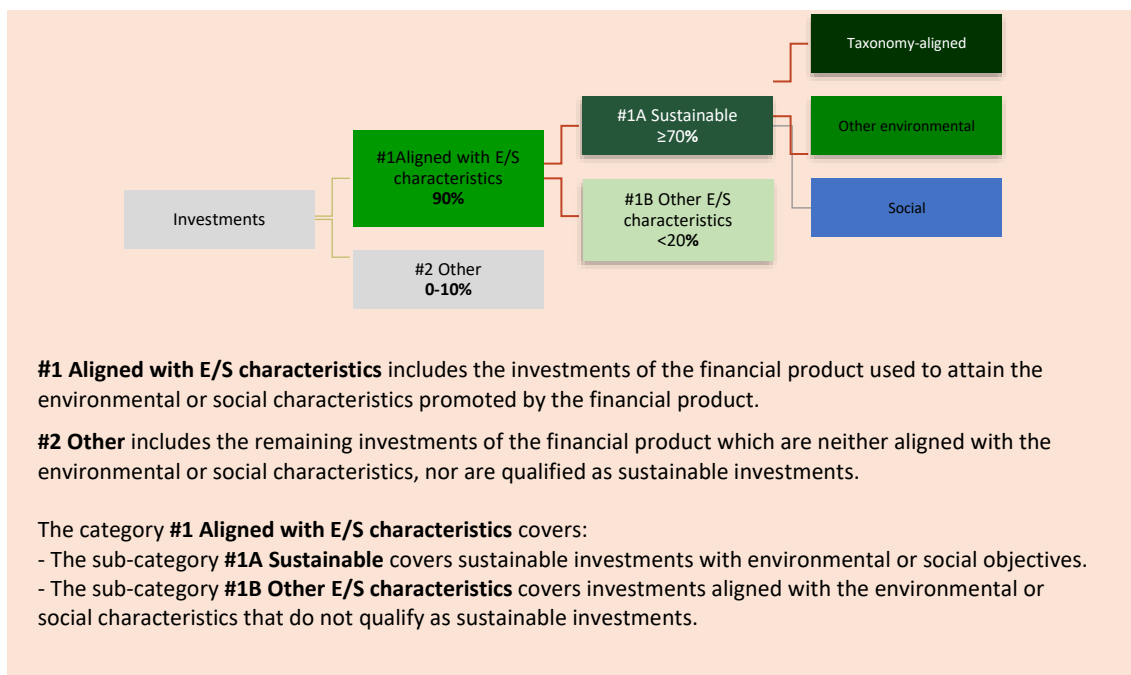 Taxonomy-aligned
#1A Sustainable
≥70%
Other environmental
#1Aligned with E/S
characteristics
90%
#1B Other E/S
characteristics
<20%
Social
Investments
#2 Other
0-10%
#1 Aligned with E/S characteristics includes the investments of the financial product used to attain the
environmental or social characteristics promoted by the financial product.
#2 Other includes the remaining investments of the financial product which are neither aligned with the
environmental or social characteristics, nor are qualified as sustainable investments.
The category #1 Aligned with E/S characteristics covers:
- The sub-category #1A Sustainable covers sustainable investments with environmental or social objectives.
- The sub-category #1B Other E/S characteristics covers investments aligned with the environmental or
social characteristics that do not qualify as sustainable investments.